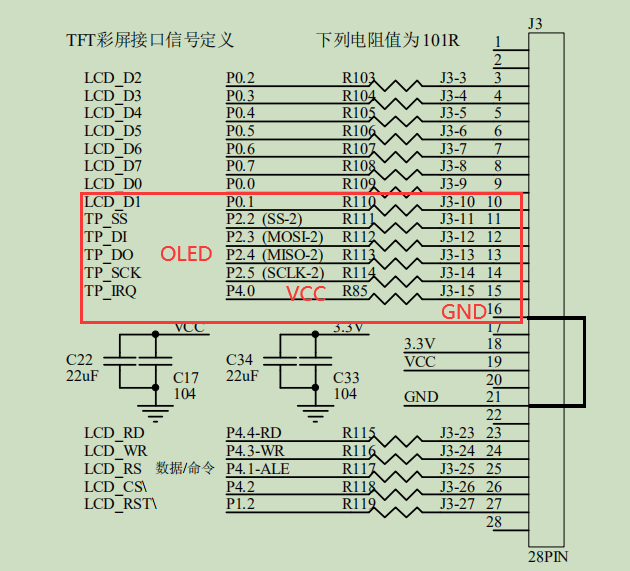 J3
TFT彩屏接口信号定义 下列电阻值为101R
1
2
LCD_D2 P0.2 R103 J3-3 3
LCD_D3 P0.3 R104 J3-4 4
LCD_D4 P0.4 R105 J3-5 5
LCD_D5 P0.5 R106 J3-6 6
LCD_D6 P0.6 R107 J3-7 7
LCD_D7 P0.7 R108 J3-8 8
LCD_D0 P0.0 R109 J3-9 9
LCD_D1 P0.1 R110 J3-10 10
TP_SS P2.2 (SS-2) R111 J3-11 11
TP_DI P2.3 (MOSI-2) R112 J3-12 12
TP_DO OLED P2.4 (MISO-2) R113 J3-13 13
TP_SCK P2.5 (SCLK-2) R114 J3-14 14
TP_IRQ P4.0 VCC R85 J3-15 15
GND 16
VCC 3.3V 17
3.3V 18
C22 C34 VCC 19
22uF C17 22uF C33 20
104 104 GND 21
22
LCD_RD P4.4-RD R115 J3-23 23
LCD_WR P4.3-WR R116 J3-24 24
LCD_RS 数据/命令 P4.1-ALE R117 J3-25 25
LCD_CS\ P4.2 R118 J3-26 26
LCD_RST\ P1.2 R119 J3-27 27
28
28PIN